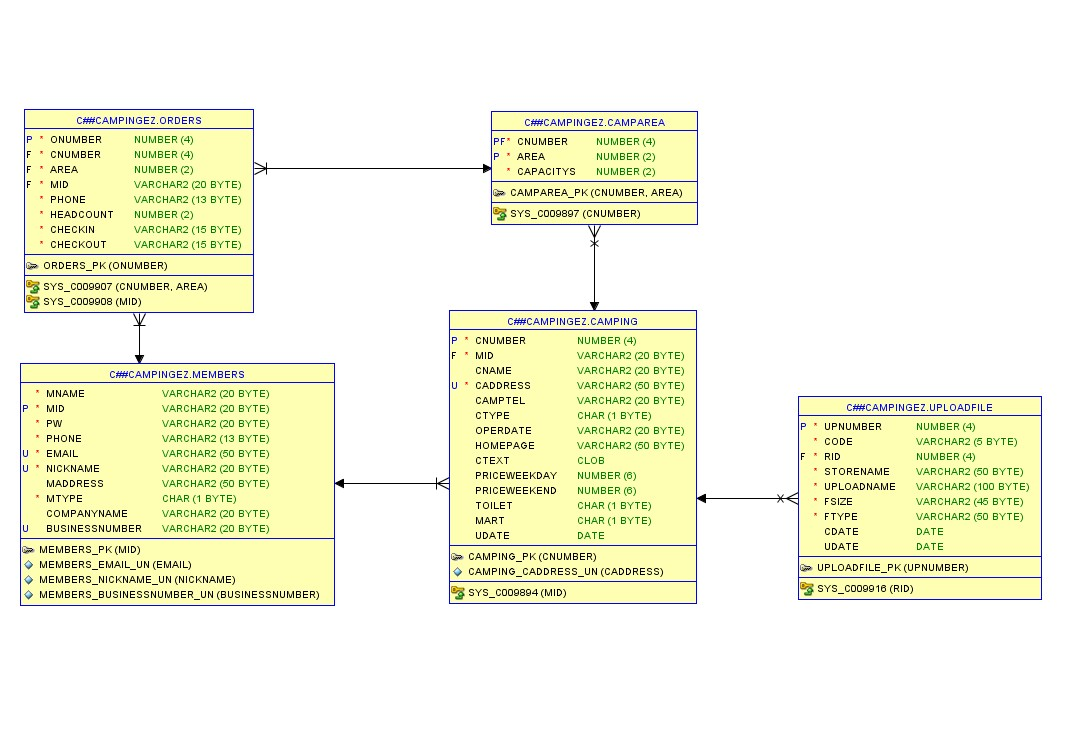 C##CAMPINGEZ.ORDERS
P * ONUMBER NUMBER (4)
F * CNUMBER NUMBER (4)
F * AREA NUMBER (2)
F * MID VARCHAR2 (20 BYTE)
* PHONE VARCHAR2 (13 BYTE)
* HEADCOUNT NUMBER (2)
* CHECKIN VARCHAR2 (15 BYTE)
* CHECKOUT VARCHAR2 (15 BYTE)
ORDERS_PK (ONUMBER)
SYS_C009907 (CNUMBER, AREA)
SYS_C009908 (MID)
C##CAMPINGEZ.CAMPAREA
PF* CNUMBER NUMBER (4)
P * AREA NUMBER (2)
* CAPACITYS NUMBER (2)
CAMPAREA_PK (CNUMBER, AREA)
SYS_C009897 (CNUMBER)
C##CAMPINGEZ.MEMBERS
* MNAME VARCHAR2 (20 BYTE)
P * MID VARCHAR2 (20 BYTE)
* PW VARCHAR2 (20 BYTE)
* PHONE VARCHAR2 (13 BYTE)
U * EMAIL VARCHAR2 (50 BYTE)
U * NICKNAME VARCHAR2 (20 BYTE)
MADDRESS VARCHAR2 (50 BYTE)
* MTYPE CHAR (1 BYTE)
COMPANYNAME VARCHAR2 (20 BYTE)
U BUSINESSNUMBER VARCHAR2 (20 BYTE)
MEMBERS_PK (MID)
MEMBERS_EMAIL_UN (EMAIL)
MEMBERS_NICKNAME_UN (NICKNAME)
MEMBERS_BUSINESSNUMBER_UN (BUSINESSNUMBER)
C##CAMPINGEZ.CAMPING
P * CNUMBER NUMBER (4)
F * MID VARCHAR2 (20 BYTE)
CNAME VARCHAR2 (20 BYTE)
U * CADDRESS VARCHAR2 (50 BYTE)
CAMPTEL VARCHAR2 (20 BYTE)
CTYPE CHAR (1 BYTE)
OPERDATE VARCHAR2 (20 BYTE)
HOMEPAGE VARCHAR2 (50 BYTE)
CTEXT CLOB
PRICEWEEKDAY NUMBER (6)
PRICEWEEKEND NUMBER (6)
TOILET CHAR (1 BYTE)
MART CHAR (1 BYTE)
UDATE DATE
CAMPING_PK (CNUMBER)
CAMPING_CADDRESS_UN (CADDRESS)
SYS_C009894 (MID)
C##CAMPINGEZ.UPLOADFILE
P * UPNUMBER NUMBER (4)
* CODE VARCHAR2 (5 BYTE)
F * RID NUMBER (4)
* STORENAME VARCHAR2 (50 BYTE)
* UPLOADNAME VARCHAR2 (100 BYTE)
* FSIZE VARCHAR2 (45 BYTE)
* FTYPE VARCHAR2 (50 BYTE)
CDATE DATE
UDATE DATE
UPLOADFILE_PK (UPNUMBER)
SYS_C009916 (RID)